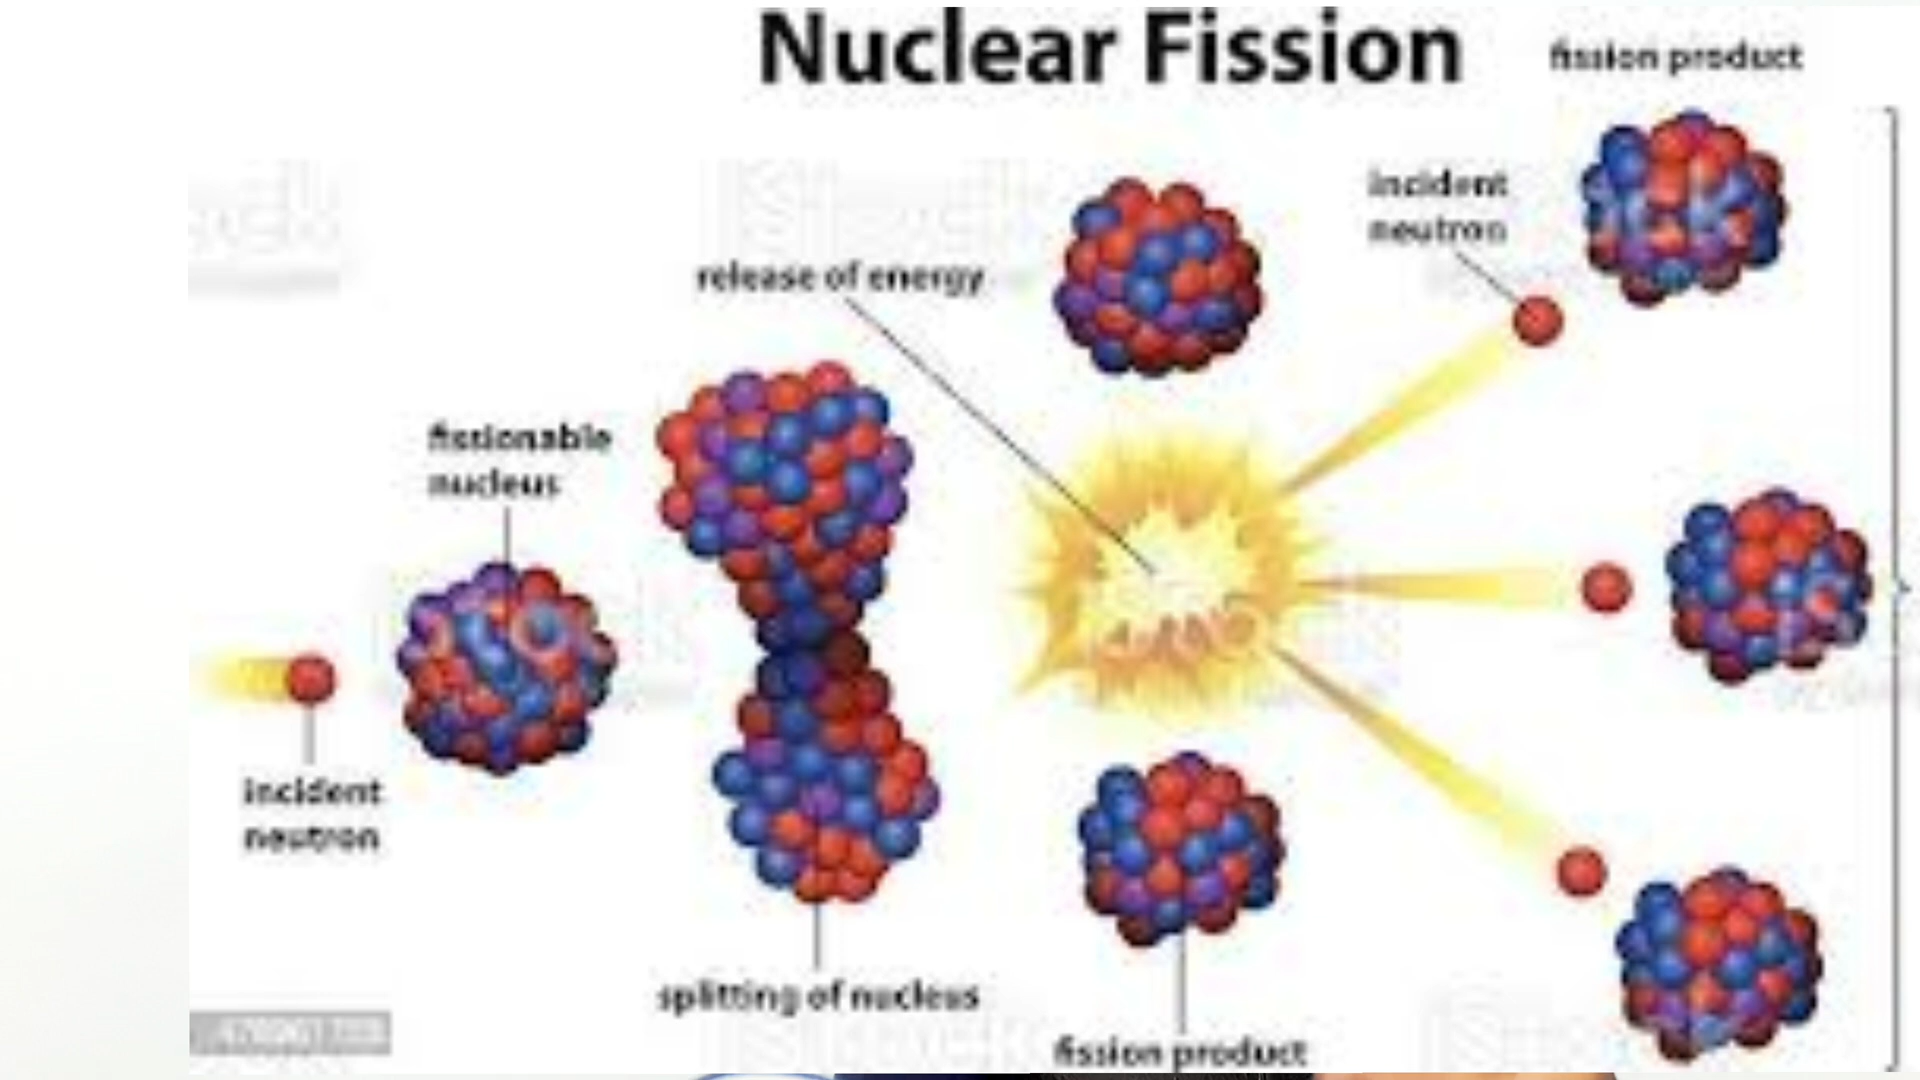 Nuclear Fission
fission product
incident
neutron
release of energy
fissionable
nucleus
incident
neutron
splitting of nucleus
fission product